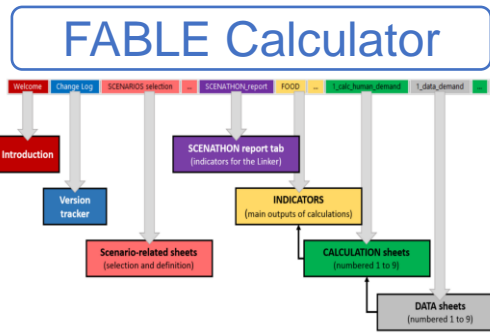 FABLE Calculator
Welcome Change Log SCENARIOS selection ... SCENATHON_report FOOD ... 1_calc_human_demand 1_data_demand ...
SCENATHON report tab
(indicators for the Linker)
Introduction
INDICATORS
(main outputs of calculations)
Version
tracker
Scenario-related sheets
(selection and definition)
CALCULATION sheets
(numbered 1 to 9)
DATA sheets
(numbered 1 to 9)